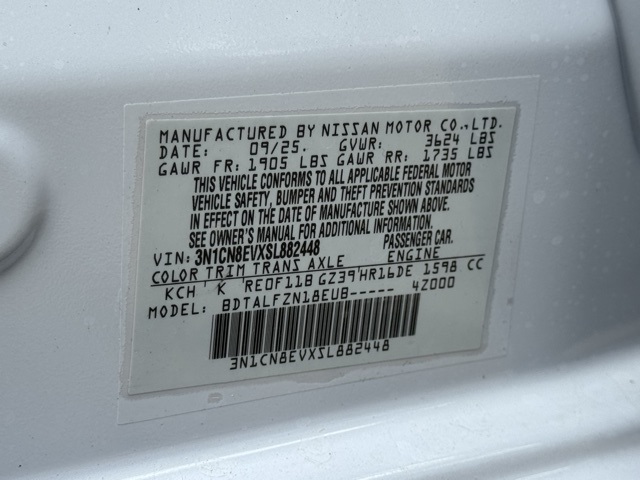 MANUFACTURED BY NISSAN MOTOR CO.,LTD.
DATE: 09/25. GVWR: 3624 LBS
GAWR FR: 1905 LBS GAWR RR: 1735 LBS
THIS VEHICLE CONFORMS TO ALL APPLICABLE FEDERAL MOTOR
VEHICLE SAFETY, BUMPER AND THEFT PREVENTION STANDARDS
IN EFFECT ON THE DATE OF MANUFACTURE SHOWN ABOVE.
SEE OWNER'S MANUAL FOR ADDITIONAL INFORMATION.
VIN: 3N1CN8EVXSL882448 PASSENGER CAR.
COLOR TRIM TRANS AXLE ENGINE
KCH ' K ' RE0F11B GZ39'HR16DE 1598 CC
MODEL: BDTALFZN18EUB----- 4Z000
3N1CN8EVXSL882448